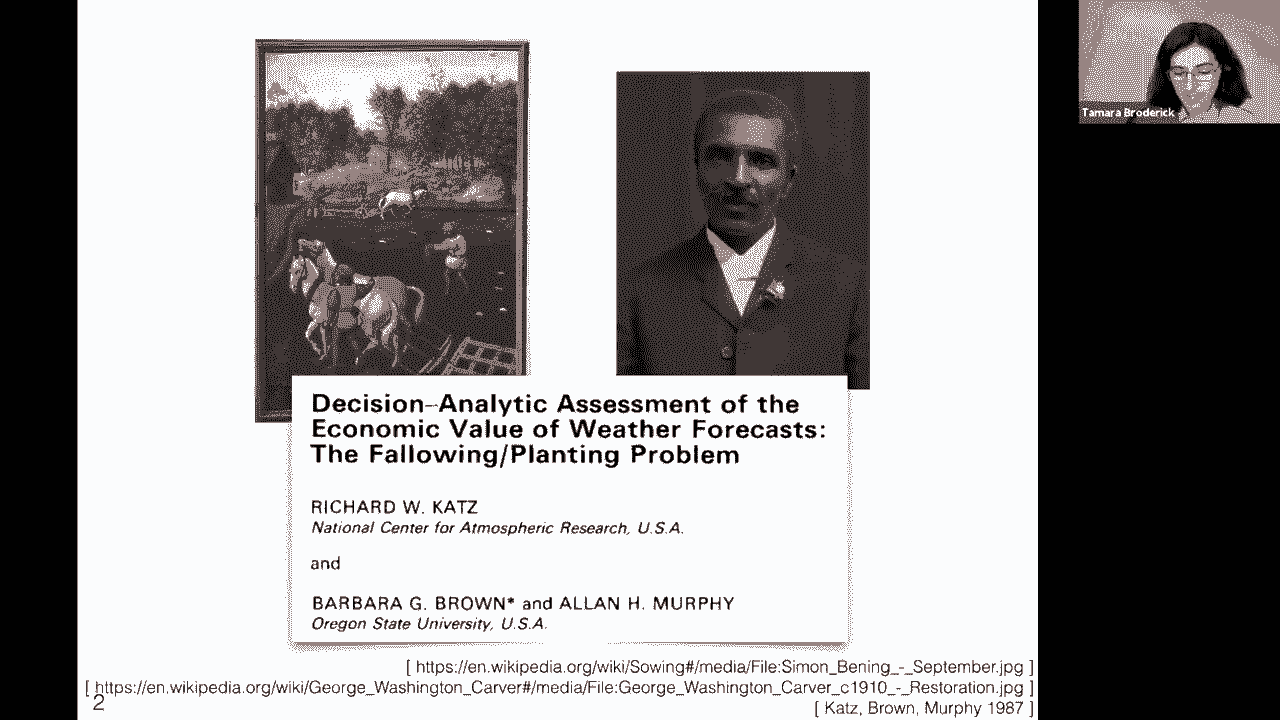 Tamara Broderick
Decision-Analytic Assessment of the
Economic Value of Weather Forecasts:
The Fallowing/Planting Problem
RICHARD W. KATZ
National Center for Atmospheric Research, U.S.A.
and
BARBARA G. BROWN* and ALLAN H. MURPHY
Oregon State University, U.S.A.
[ https://en.wikipedia.org/wiki/Sowing#/media/File:Simon_Bening_-_September.jpg ]
[ https://en.wikipedia.org/wiki/George_Washington_Carver#/media/File:George_Washington_Carver_c1910_-_Restoration.jpg ]
2
[ Katz, Brown, Murphy 1987 ]